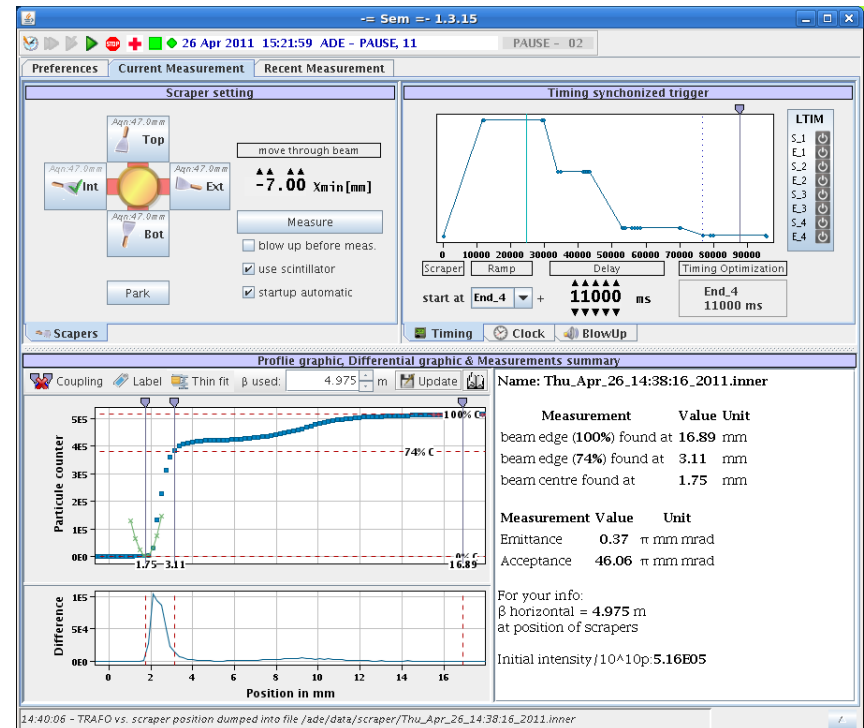 -= Sem =- 1.3.15
26 Apr 2011 15:21:59 ADE - PAUSE, 11
PAUSE - 02
Preferences
Current Measurement
Recent Measurement
Scraper setting
Aqn:47.0mm
Top
Aqn:47.0mm
Int
Aqn:47.0mm
Ext
Aqn:47.0mm
Bot
Park
move through beam
-7.00 Xmin[mm]
Measure
blow up before meas.
use scintillator
startup automatic
Scapers
Timing synchonized trigger
LTIM
S_1
E_1
S_2
E_2
S_3
E_3
S_4
E_4
0 10000 20000 30000 40000 50000 60000 70000 80000 90000
Scraper Ramp Delay Timing Optimization
start at End_4 + 11000 ms
End_4
11000 ms
Timing
Clock
BlowUp
Proflie graphic, Differential graphic & Measurements summary
Coupling Label Thin fit β used: 4.975 m Update
Particule counter
5E5
4E5
3E5
2E5
1E5
0E0
100% C
74% C
0% C
1.75 3.11 16.89
Difference
1E5
5E4
0E0
0 2 4 6 8 10 12 14 16
Position in mm
Name: Thu_Apr_26_14:38:16_2011.inner
Measurement Value Unit
beam edge (100%) found at 16.89 mm
beam edge (74%) found at 3.11 mm
beam centre found at 1.75 mm
Measurement Value Unit
Emittance 0.37 π mm mrad
Acceptance 46.06 π mm mrad
For your info:
β horizontal = 4.975 m
at position of scrapers
Initial intensity/10^10p:5.16E05
14:40:06 - TRAFO vs. scraper position dumped into file /ade/data/scraper/Thu_Apr_26_14:38:16_2011.inner